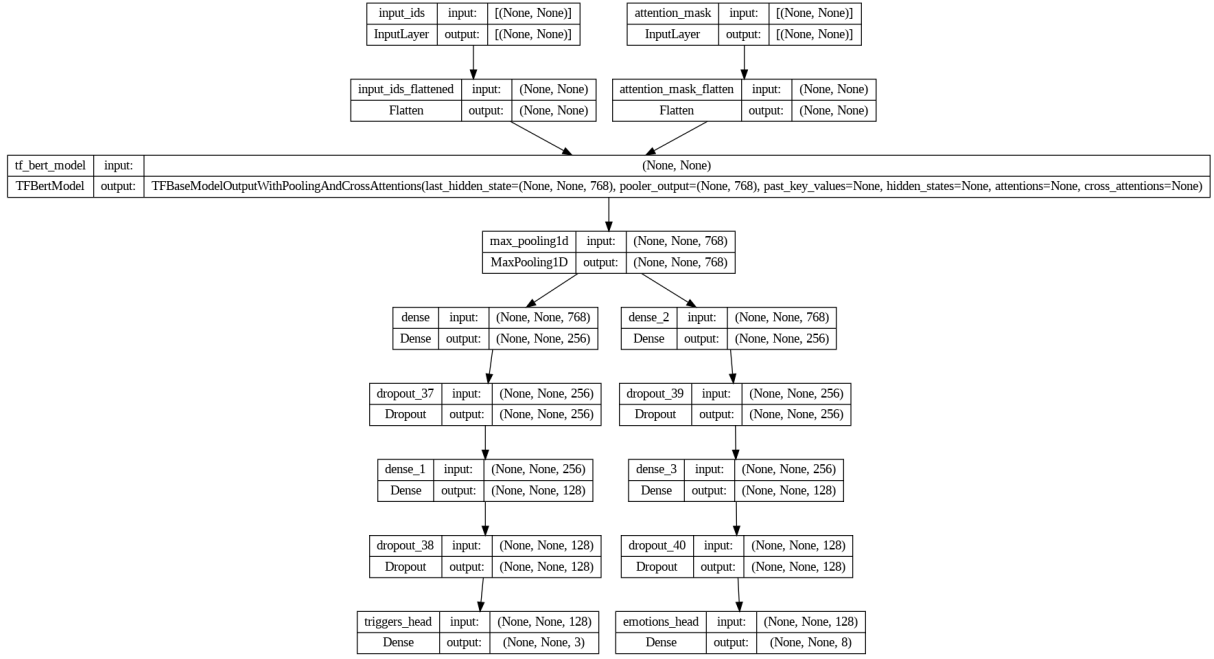 input_ids input: [(None, None)]
InputLayer output: [(None, None)]
attention_mask input: [(None, None)]
InputLayer output: [(None, None)]
input_ids_flattened input: (None, None)
Flatten output: (None, None)
attention_mask_flatten input: (None, None)
Flatten output: (None, None)
tf_bert_model input: (None, None)
TFBertModel output: TFBaseModelOutputWithPoolingAndCrossAttentions(last_hidden_state=(None, None, 768), pooler_output=(None, 768), past_key_values=None, hidden_states=None, attentions=None, cross_attentions=None)
max_pooling1d input: (None, None, 768)
MaxPooling1D output: (None, None, 768)
dense input: (None, None, 768)
Dense output: (None, None, 256)
dense_2 input: (None, None, 768)
Dense output: (None, None, 256)
dropout_37 input: (None, None, 256)
Dropout output: (None, None, 256)
dropout_39 input: (None, None, 256)
Dropout output: (None, None, 256)
dense_1 input: (None, None, 256)
Dense output: (None, None, 128)
dense_3 input: (None, None, 256)
Dense output: (None, None, 128)
dropout_38 input: (None, None, 128)
Dropout output: (None, None, 128)
dropout_40 input: (None, None, 128)
Dropout output: (None, None, 128)
triggers_head input: (None, None, 128)
Dense output: (None, None, 3)
emotions_head input: (None, None, 128)
Dense output: (None, None, 8)